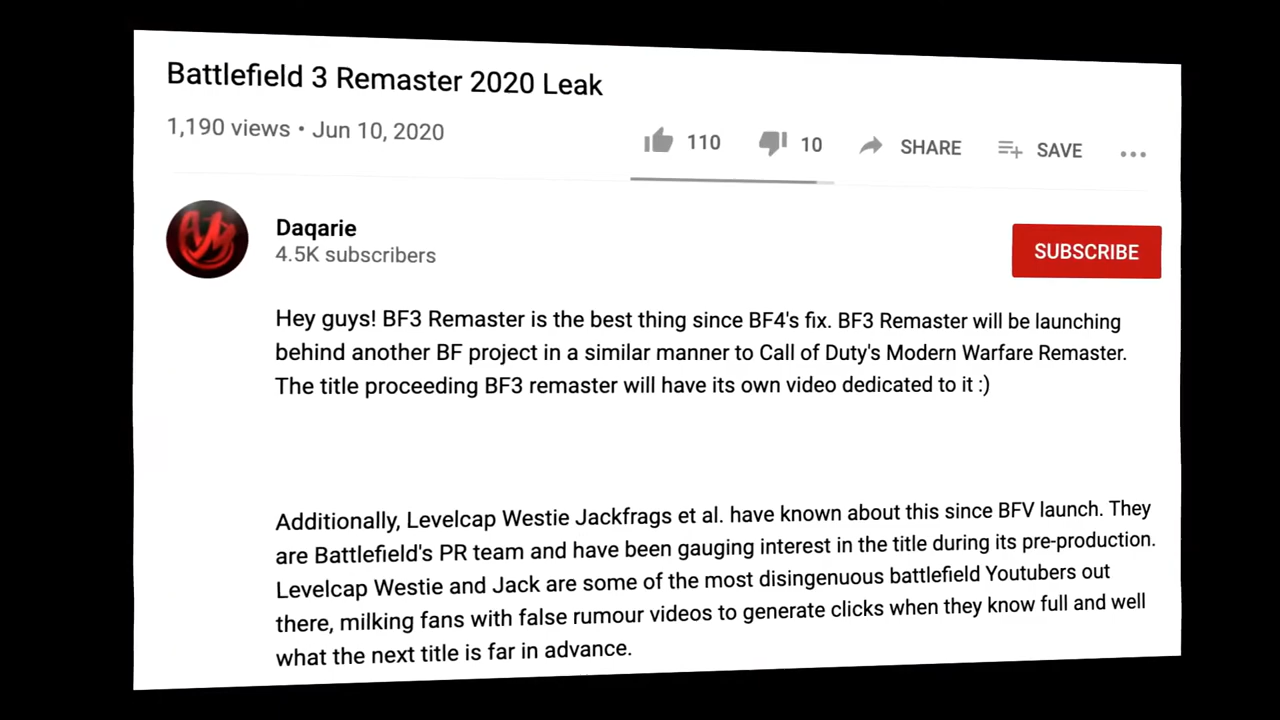 Battlefield 3 Remaster 2020 Leak
1,190 views • Jun 10, 2020
110 10 SHARE SAVE
Daqarie
4.5K subscribers
SUBSCRIBE
Hey guys! BF3 Remaster is the best thing since BF4's fix. BF3 Remaster will be launching
behind another BF project in a similar manner to Call of Duty's Modern Warfare Remaster.
The title proceeding BF3 remaster will have its own video dedicated to it :)
Additionally, Levelcap Westie Jackfrags et al. have known about this since BFV launch. They
are Battlefield's PR team and have been gauging interest in the title during its pre-production.
Levelcap Westie and Jack are some of the most disingenuous battlefield Youtubers out
there, milking fans with false rumour videos to generate clicks when they know full and well
what the next title is far in advance.